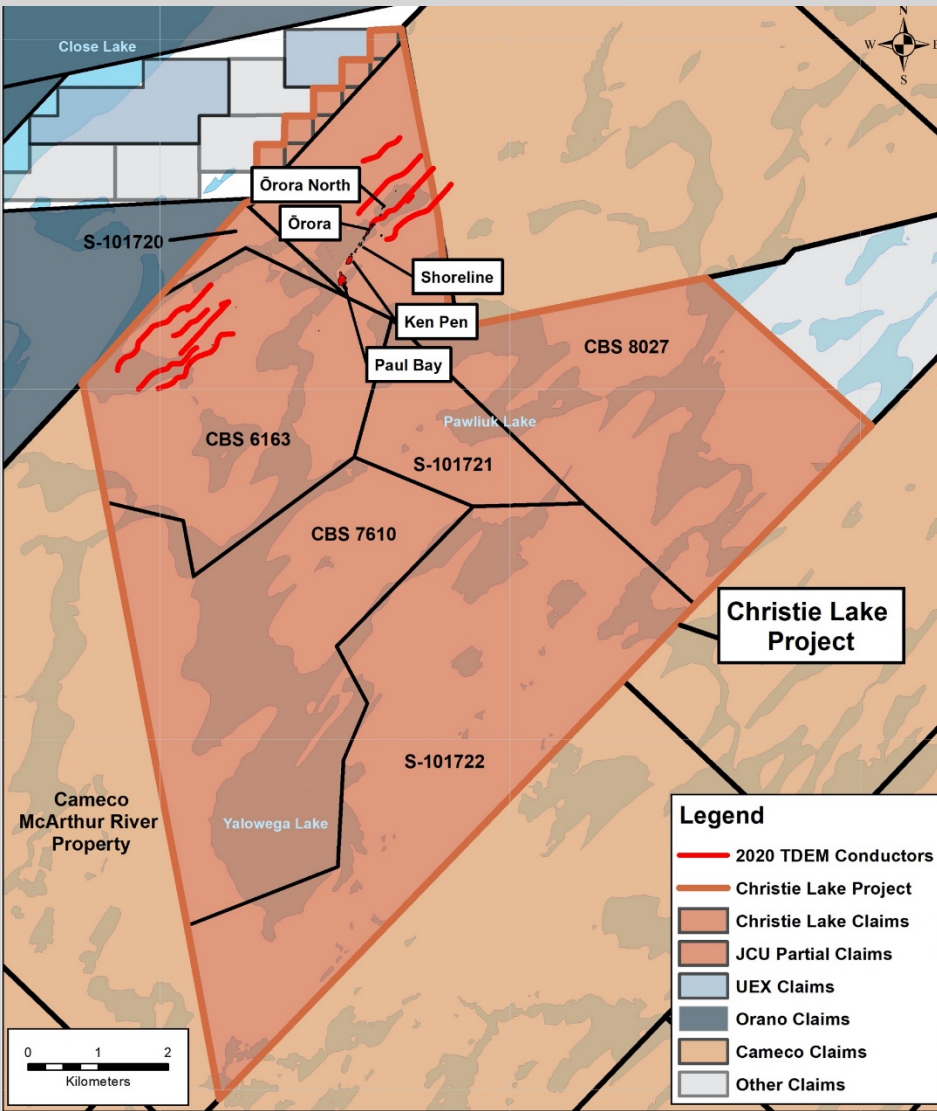 N
W
E
S
Close Lake
Ōrora North
Ōrora
S-101720
Shoreline
Ken Pen
Paul Bay
CBS 8027
Pawliuk Lake
CBS 6163
S-101721
CBS 7610
Christie Lake
Project
S-101722
Cameco
McArthur River
Property
Yalowega Lake
Legend
2020 TDEM Conductors
Christie Lake Project
Christie Lake Claims
JCU Partial Claims
UEX Claims
Orano Claims
Cameco Claims
Other Claims
0 1 2
Kilometers